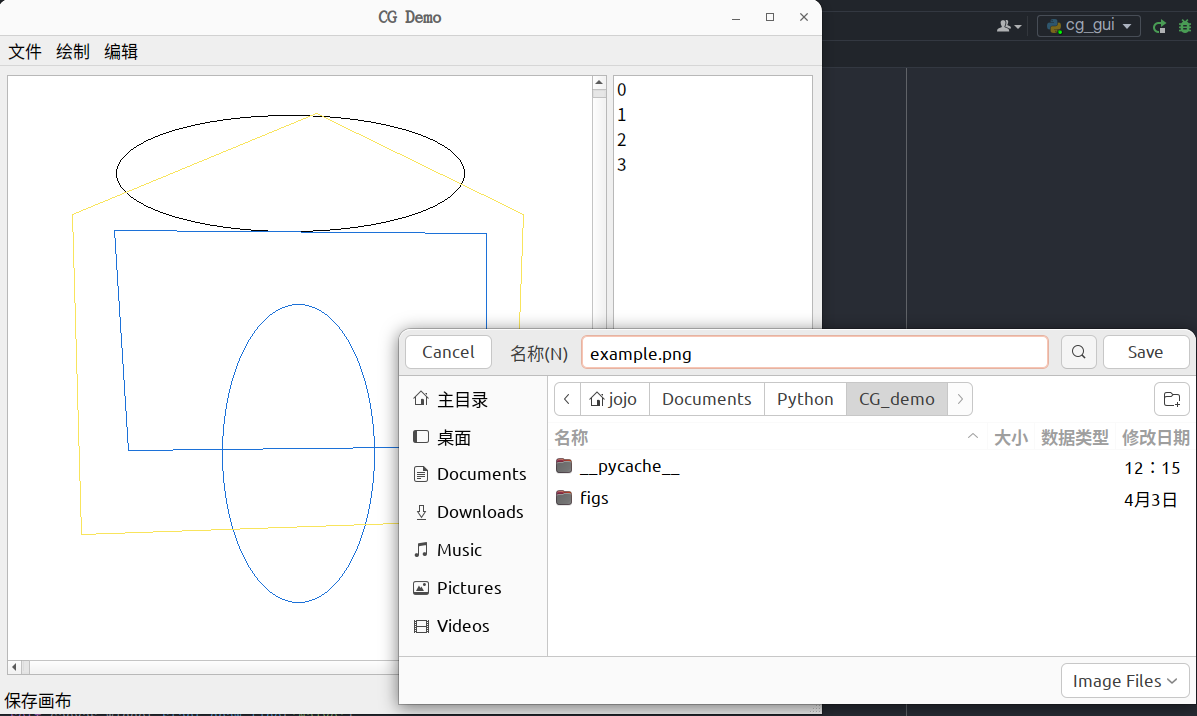 CG Demo
cg_gui
文件 绘制 编辑
0
1
2
3
Cancel 名称(N) example.png Save
jojo Documents Python CG_demo
主目录
桌面
Documents
Downloads
Music
Pictures
Videos
名称 大小 数据类型 修改日期
__pycache__ 12：15
figs 4月3日
Image Files
保存画布